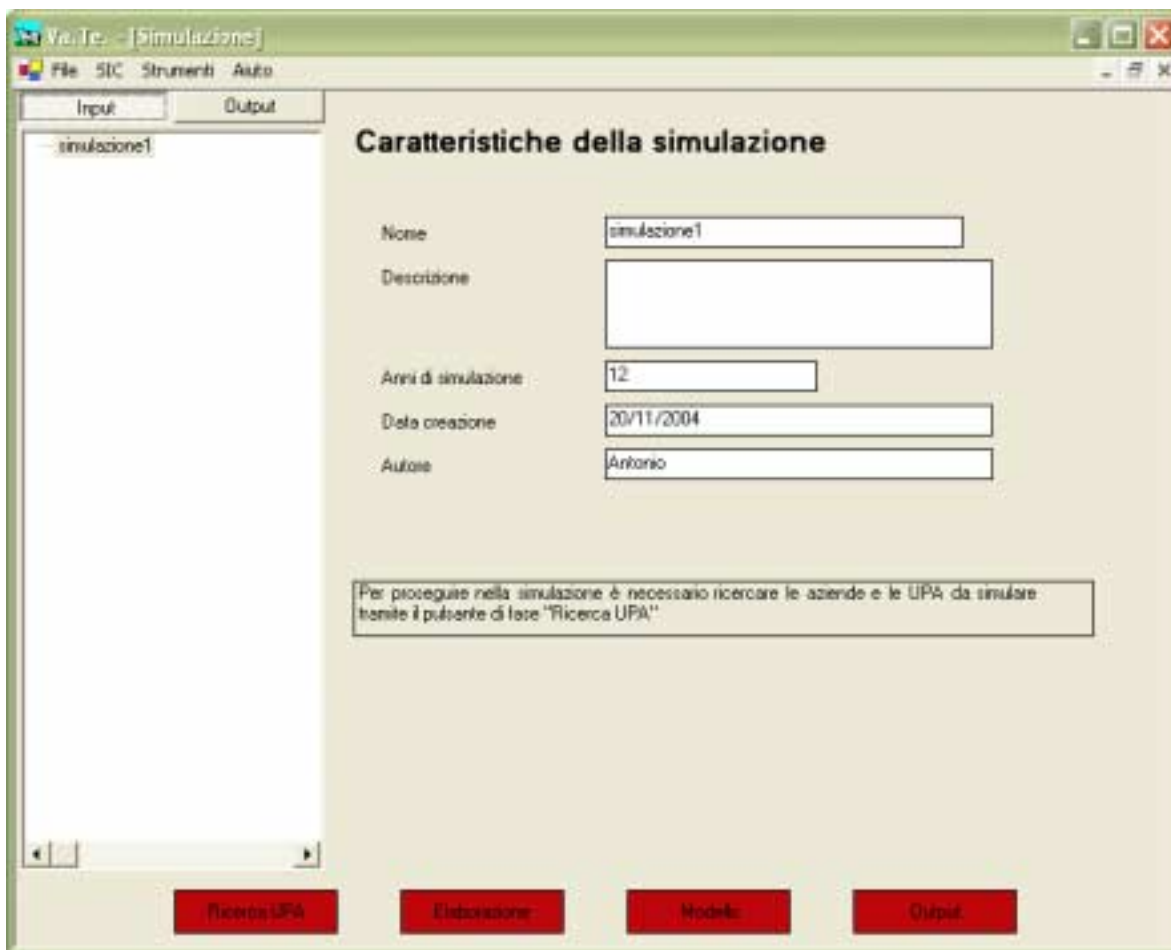 Va.Te. - [Simulazione]
File SIC Strumenti Aiuto
Input Output
simulazione1
Caratteristiche della simulazione
Nome simulazione1
Descrizione
Anni di simulazione 12
Data creazione 20/11/2004
Autore Antonio
Per proseguire nella simulazione è necessario ricercare le aziende e le UPA da simulare
tramite il pulsante di fase "Ricerca UPA"
Ricerca UPA Elaborazione Modello Output